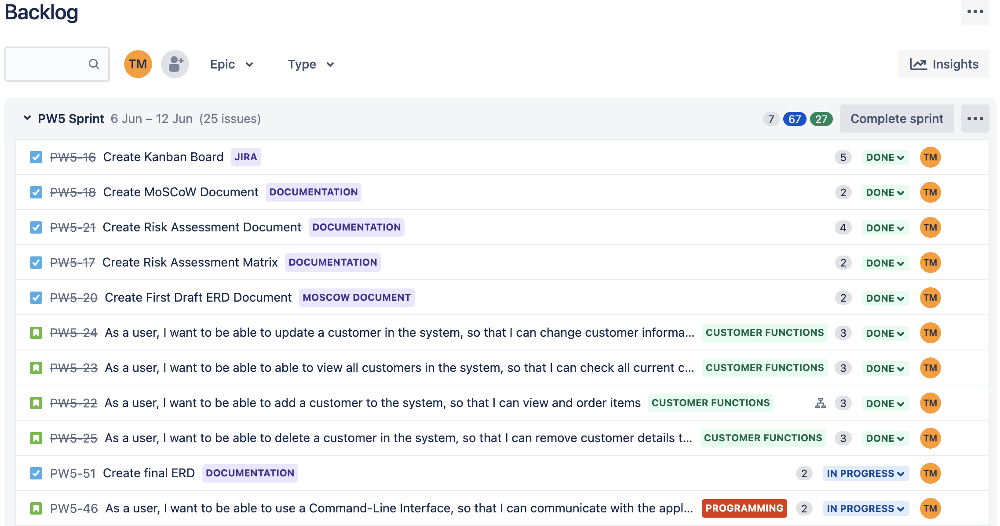 Backlog
TM Epic Type Insights
PW5 Sprint 6 Jun – 12 Jun (25 issues) 7 67 27 Complete sprint
PW5-16 Create Kanban Board JIRA 5 DONE TM
PW5-18 Create MoSCoW Document DOCUMENTATION 2 DONE TM
PW5-21 Create Risk Assessment Document DOCUMENTATION 4 DONE TM
PW5-17 Create Risk Assessment Matrix DOCUMENTATION 2 DONE TM
PW5-20 Create First Draft ERD Document MOSCOW DOCUMENT 2 DONE TM
PW5-24 As a user, I want to be able to update a customer in the system, so that I can change customer informa... CUSTOMER FUNCTIONS 3 DONE TM
PW5-23 As a user, I want to be able to able to view all customers in the system, so that I can check all current c... CUSTOMER FUNCTIONS 3 DONE TM
PW5-22 As a user, I want to be able to add a customer to the system, so that I can view and order items CUSTOMER FUNCTIONS 3 DONE TM
PW5-25 As a user, I want to be able to delete a customer in the system, so that I can remove customer details t... CUSTOMER FUNCTIONS 3 DONE TM
PW5-51 Create final ERD DOCUMENTATION 2 IN PROGRESS TM
PW5-46 As a user, I want to be able to use a Command-Line Interface, so that I can communicate with the appl... PROGRAMMING 2 IN PROGRESS TM